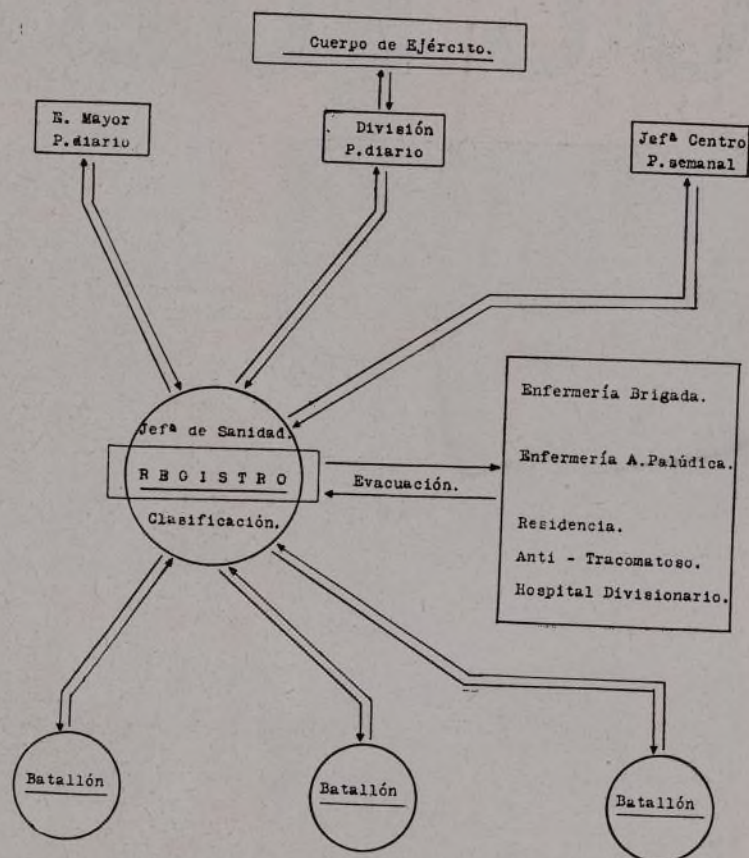 Cuerpo de Ejército.
E. Mayor
P.diario
. División
P.diario
Jefª Centro
P.semanal
Jefª de Sanidad.
R E G I S T R O
Clasificación.
Evacuación.
Enfermería Brigada.
Enfermería A.Palúdica.
Residencia.
Anti - Tracomatoso.
Hospital Divisionario.
Batallón
Batallón
Batallón